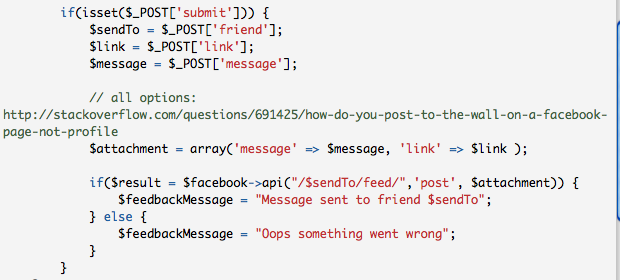 if(isset($_POST['submit'])) {
$sendTo = $_POST['friend'];
$link = $_POST['link'];
$message = $_POST['message'];
// all options:
http://stackoverflow.com/questions/691425/how-do-you-post-to-the-wall-on-a-facebook-
page-not-profile
$attachment = array('message' => $message, 'link' => $link );
if($result = $facebook->api("/$sendTo/feed/",'post', $attachment)) {
$feedbackMessage = "Message sent to friend $sendTo";
} else {
$feedbackMessage = "Oops something went wrong";
}
}